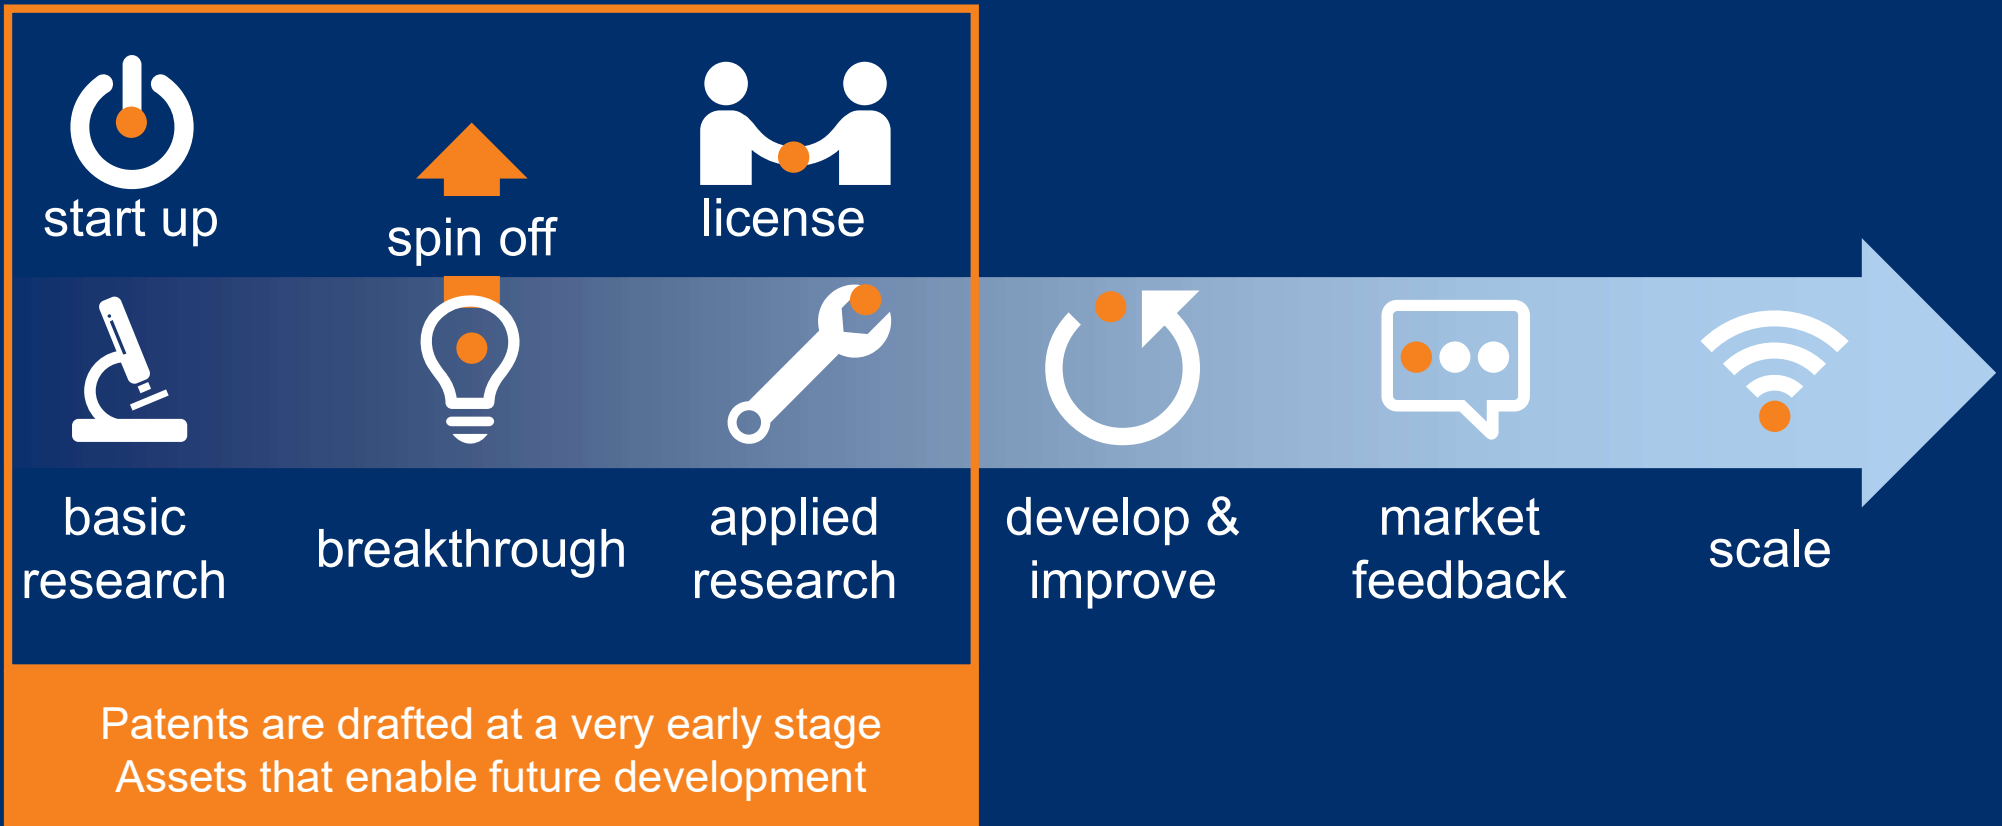 start up
spin off
license
basic
research
breakthrough
applied
research
develop &
improve
market
feedback
scale
Patents are drafted at a very early stage
Assets that enable future development